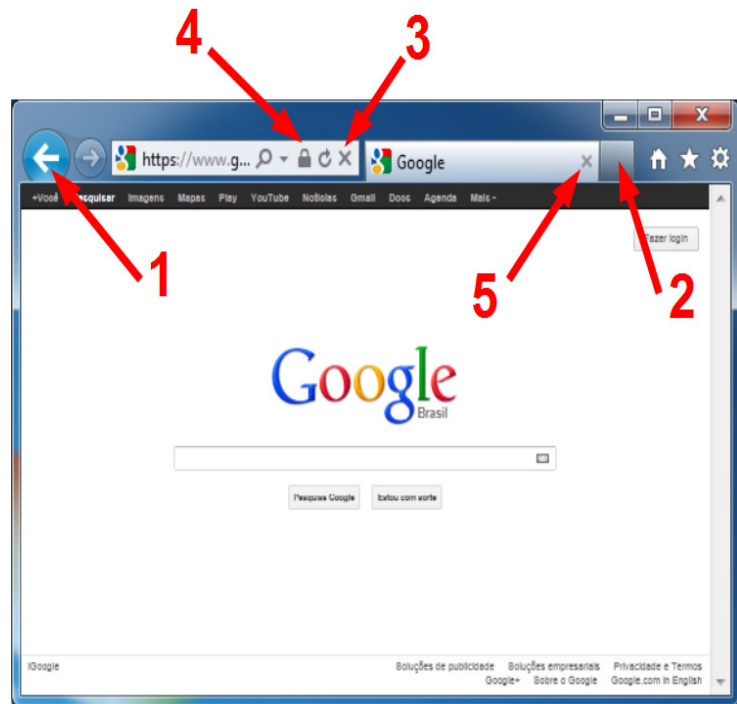 4 3
https://www.g... Google
+Você Pesquisar Imagens Mapas Play YouTube Notícias Gmail Docs Agenda Mais
Fazer login
1 5 2
Google
Brasil
Pesquisa Google Estou com sorte
iGoogle Soluções de publicidade Soluções empresariais Privacidade e Termos
Google+ Sobre o Google Google.com in English